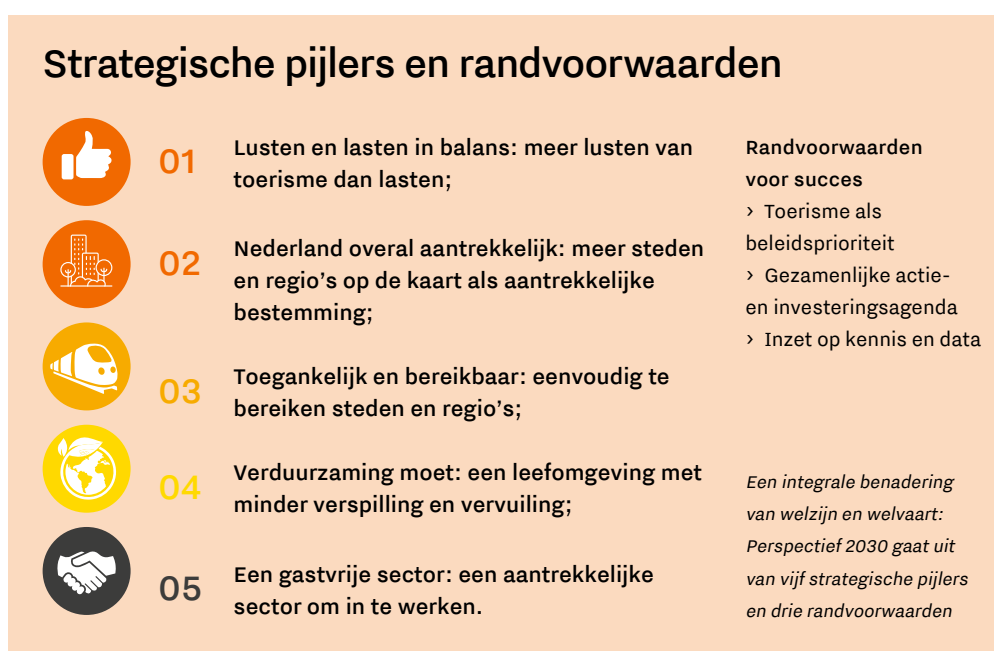 Strategische pijlers en randvoorwaarden
01
Lusten en lasten in balans: meer lusten van
toerisme dan lasten;
02
Nederland overal aantrekkelijk: meer steden
en regio’s op de kaart als aantrekkelijke
bestemming;
03
Toegankelijk en bereikbaar: eenvoudig te
bereiken steden en regio’s;
04
Verduurzaming moet: een leefomgeving met
minder verspilling en vervuiling;
05
Een gastvrije sector: een aantrekkelijke
sector om in te werken.
Randvoorwaarden
voor succes
› Toerisme als
beleidsprioriteit
› Gezamenlijke actie-
en investeringsagenda
› Inzet op kennis en data
Een integrale benadering
van welzijn en welvaart:
Perspectief 2030 gaat uit
van vijf strategische pijlers
en drie randvoorwaarden